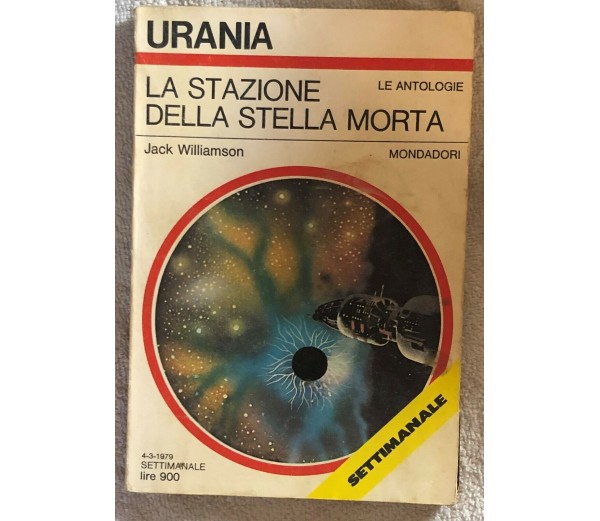 URANIA
LA STAZIONE
DELLA STELLA MORTA
LE ANTOLOGIE
Jack Williamson
MONDADORI
4-3-1979
SETTIMANALE
lire 900
SETTIMANALE